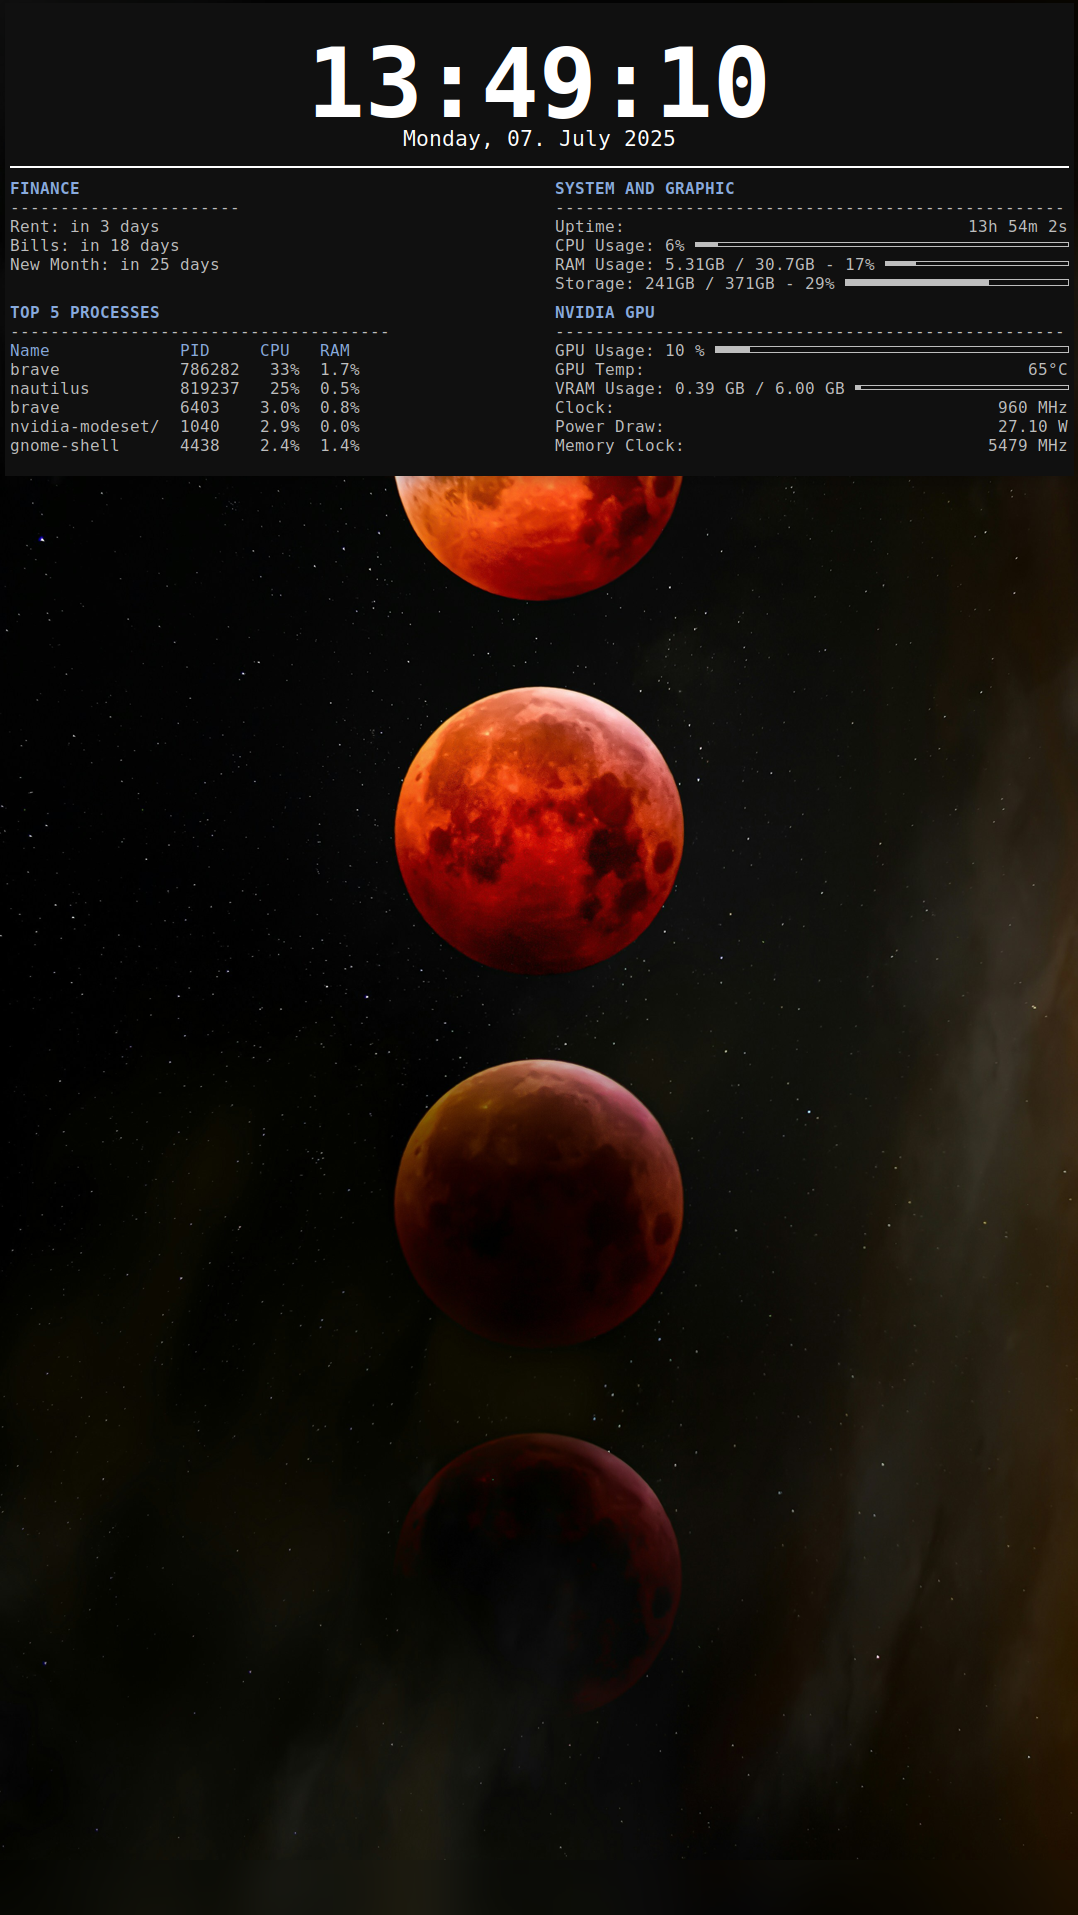 13:49:10
Monday, 07. July 2025
FINANCE
-----------------------
Rent: in 3 days
Bills: in 18 days
New Month: in 25 days
TOP 5 PROCESSES
--------------------------------------
Name PID CPU RAM
brave 786282 33% 1.7%
nautilus 819237 25% 0.5%
brave 6403 3.0% 0.8%
nvidia-modeset/ 1040 2.9% 0.0%
gnome-shell 4438 2.4% 1.4%
SYSTEM AND GRAPHIC
---------------------------------------------------
Uptime: 13h 54m 2s
CPU Usage: 6%
RAM Usage: 5.31GB / 30.7GB - 17%
Storage: 241GB / 371GB - 29%
NVIDIA GPU
---------------------------------------------------
GPU Usage: 10 %
GPU Temp: 65°C
VRAM Usage: 0.39 GB / 6.00 GB
Clock: 960 MHz
Power Draw: 27.10 W
Memory Clock: 5479 MHz